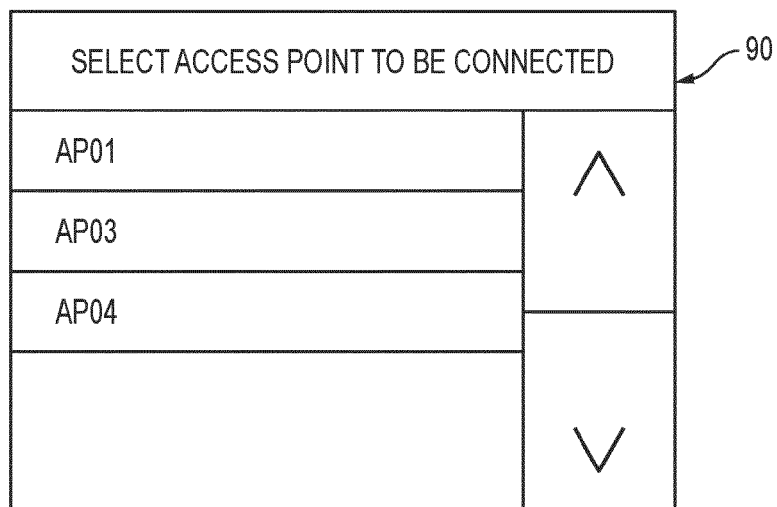 SELECT ACCESS POINT TO BE CONNECTED
90
AP01
AP03
AP04